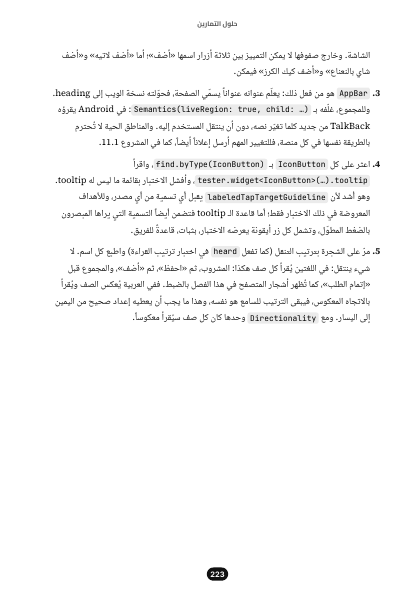 حلول التمارين
الشاشة. وخارج صفوفها لا يمكن التمييز بين ثلاثة أزرار اسمها «أضف»؛ أما «أضف لاتيه» و«أضف
شاي بالنعناع» و«أضف كيك الكرز» فيمكن.
3. AppBar هو من فعل ذلك: يعلّم عنوانه عنواناً يسمّي الصفحة، فحوّلته نسخة الويب إلى heading.
وللمجموع، غلّفه بـ Semantics(liveRegion: true, child: …) : في Android يقرؤه
TalkBack من جديد كلما تغيّر نصه، دون أن ينتقل المستخدم إليه. والمناطق الحية لا تُحترم
بالطريقة نفسها في كل منصة، فللتغيير المهم أرسل إعلاناً أيضاً، كما في المشروع 11.1.
4. اعثر على كل IconButton بـ find.byType(IconButton) ، واقرأ
tester.widget<IconButton>(…).tooltip ، وأفشل الاختبار بقائمة ما ليس له tooltip.
وهو أشد لأن labeledTapTargetGuideline يقبل أي تسمية من أي مصدر، وللأهداف
المعروضة في ذلك الاختبار فقط؛ أما قاعدة الـ tooltip فتضمن أيضاً التسمية التي يراها المبصرون
بالضغط المطوّل، وتشمل كل زر أيقونة يعرضه الاختبار، بثبات، قاعدةً للفريق.
5. مرّ على الشجرة بترتيب التنقل (كما تفعل heard في اختبار ترتيب القراءة) واطبع كل اسم. لا
شيء ينتقل: في اللغتين يُقرأ كل صف هكذا: المشروب، ثم «احفظ»، ثم «أضف»، والمجموع قبل
«إتمام الطلب»، كما تُظهر أشجار المتصفح في هذا الفصل بالضبط. ففي العربية يُعكس الصف ويُقرأ
بالاتجاه المعكوس، فيبقى الترتيب للسامع هو نفسه، وهذا ما يجب أن يعطيه إعداد صحيح من اليمين
إلى اليسار. ومع Directionality وحدها كان كل صف سيُقرأ معكوساً.
223